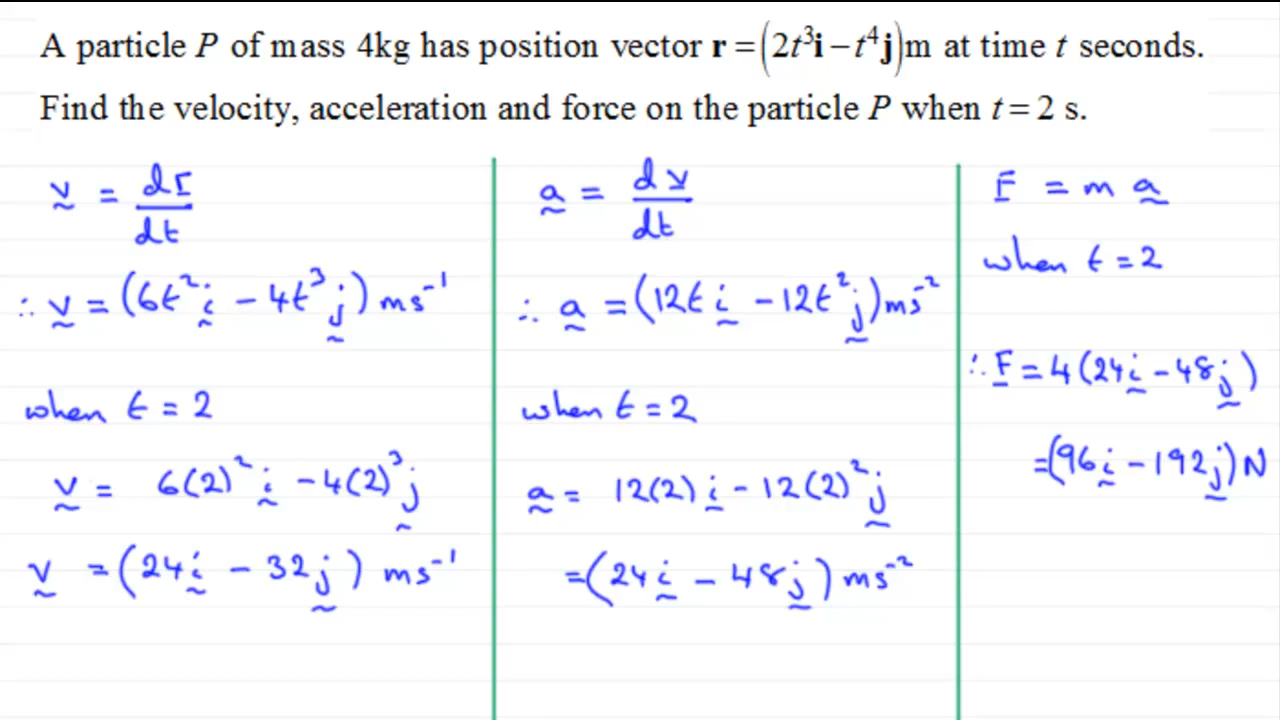 A particle P of mass 4kg has position vector r = (2t³i − t⁴j)m at time t seconds.
Find the velocity, acceleration and force on the particle P when t = 2 s.
v = dr/dt
∴ v = (6t² i − 4t³ j) ms⁻¹
when t = 2
v = 6(2)² i − 4(2)³ j
v = (24i − 32j) ms⁻¹
a = dv/dt
∴ a = (12t i − 12t² j) ms⁻²
when t = 2
a = 12(2) i − 12(2)² j
= (24i − 48j) ms⁻²
F = m a
when t = 2
∴ F = 4(24i − 48j)
= (96i − 192j) N